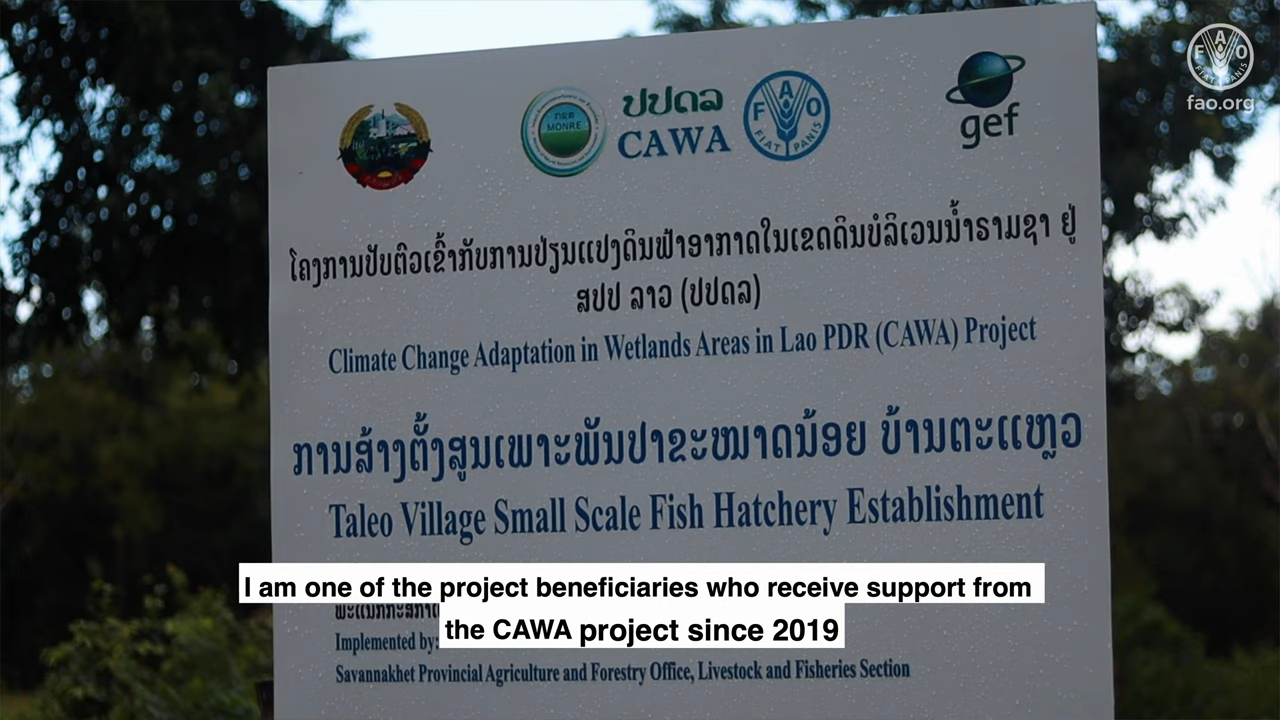 FAO
FIAT PANIS
fao.org
ກຊສ
MONRE
ປປດລ
CAWA
FAO
FIAT PANIS
gef
ໂຄງການປັບຕົວເຂົ້າກັບການປ່ຽນແປງດິນຟ້າອາກາດໃນເຂດດິນບໍລິເວນນ້ຳຣາມຊາ ຢູ່
ສປປ ລາວ (ປປດລ)
Climate Change Adaptation in Wetlands Areas in Lao PDR (CAWA) Project
ການສ້າງຕັ້ງສູນເພາະພັນປາຂະໜາດນ້ອຍ ບ້ານຕະແຫຼວ
Taleo Village Small Scale Fish Hatchery Establishment
I am one of the project beneficiaries who receive support from
the CAWA project since 2019
Implemented by:
Savannakhet Provincial Agriculture and Forestry Office, Livestock and Fisheries Section